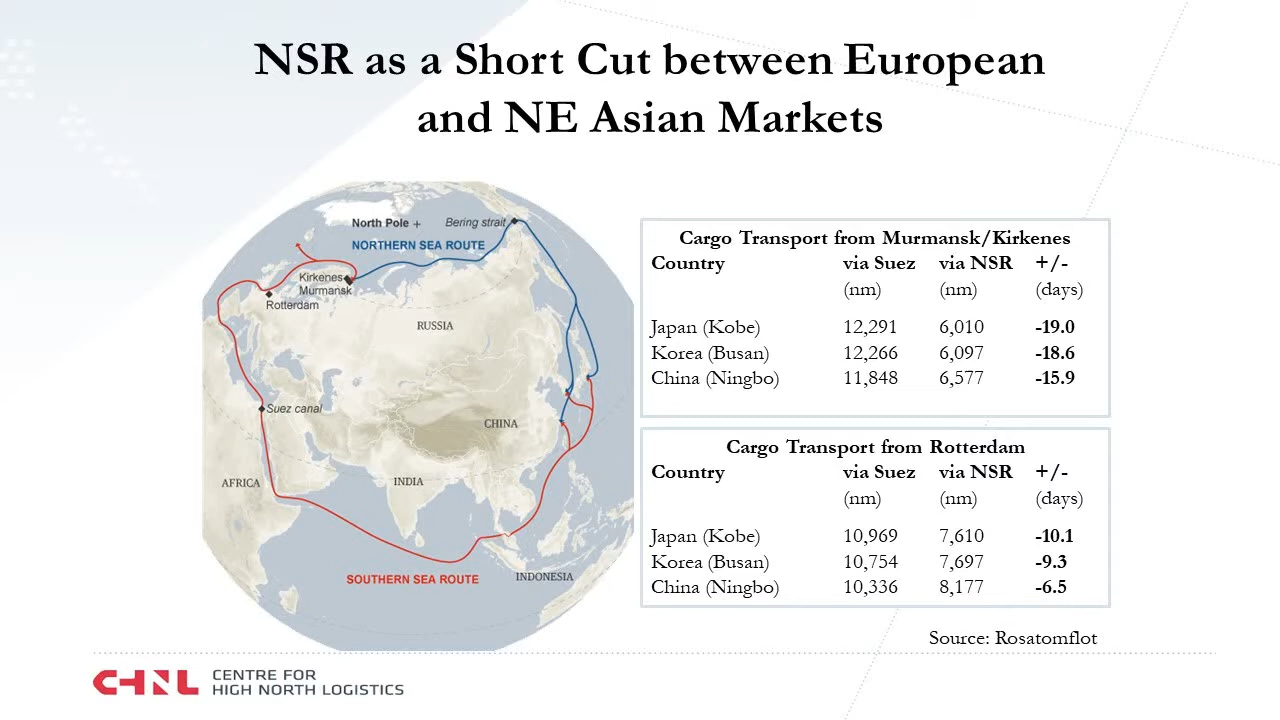 NSR as a Short Cut between European
and NE Asian Markets
North Pole +
Bering strait
NORTHERN SEA ROUTE
Kirkenes
Murmansk
Rotterdam
RUSSIA
Suez canal
CHINA
AFRICA
INDIA
SOUTHERN SEA ROUTE
INDONESIA
Cargo Transport from Murmansk/Kirkenes
Country via Suez via NSR +/-
(nm) (nm) (days)
Japan (Kobe) 12,291 6,010 -19.0
Korea (Busan) 12,266 6,097 -18.6
China (Ningbo) 11,848 6,577 -15.9
Cargo Transport from Rotterdam
Country via Suez via NSR +/-
(nm) (nm) (days)
Japan (Kobe) 10,969 7,610 -10.1
Korea (Busan) 10,754 7,697 -9.3
China (Ningbo) 10,336 8,177 -6.5
Source: Rosatomflot
CHNL
CENTRE FOR
HIGH NORTH LOGISTICS